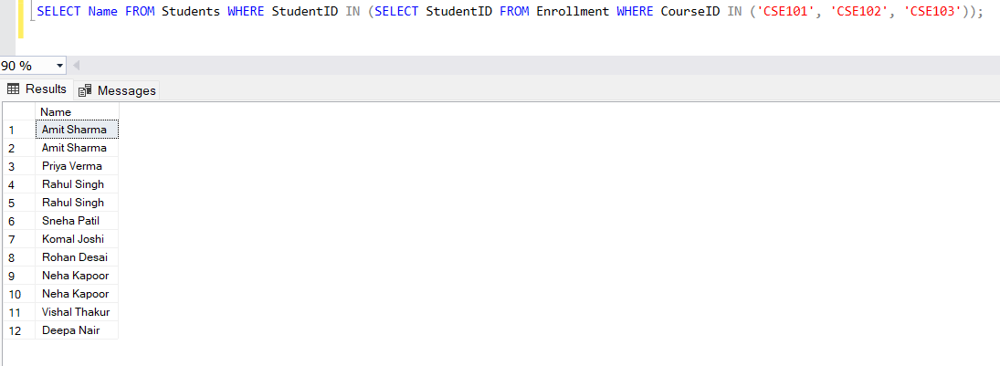 SELECT Name FROM Students WHERE StudentID IN (SELECT StudentID FROM Enrollment WHERE CourseID IN ('CSE101', 'CSE102', 'CSE103'));
90 %
Results Messages
Name
1 Amit Sharma
2 Amit Sharma
3 Priya Verma
4 Rahul Singh
5 Rahul Singh
6 Sneha Patil
7 Komal Joshi
8 Rohan Desai
9 Neha Kapoor
10 Neha Kapoor
11 Vishal Thakur
12 Deepa Nair